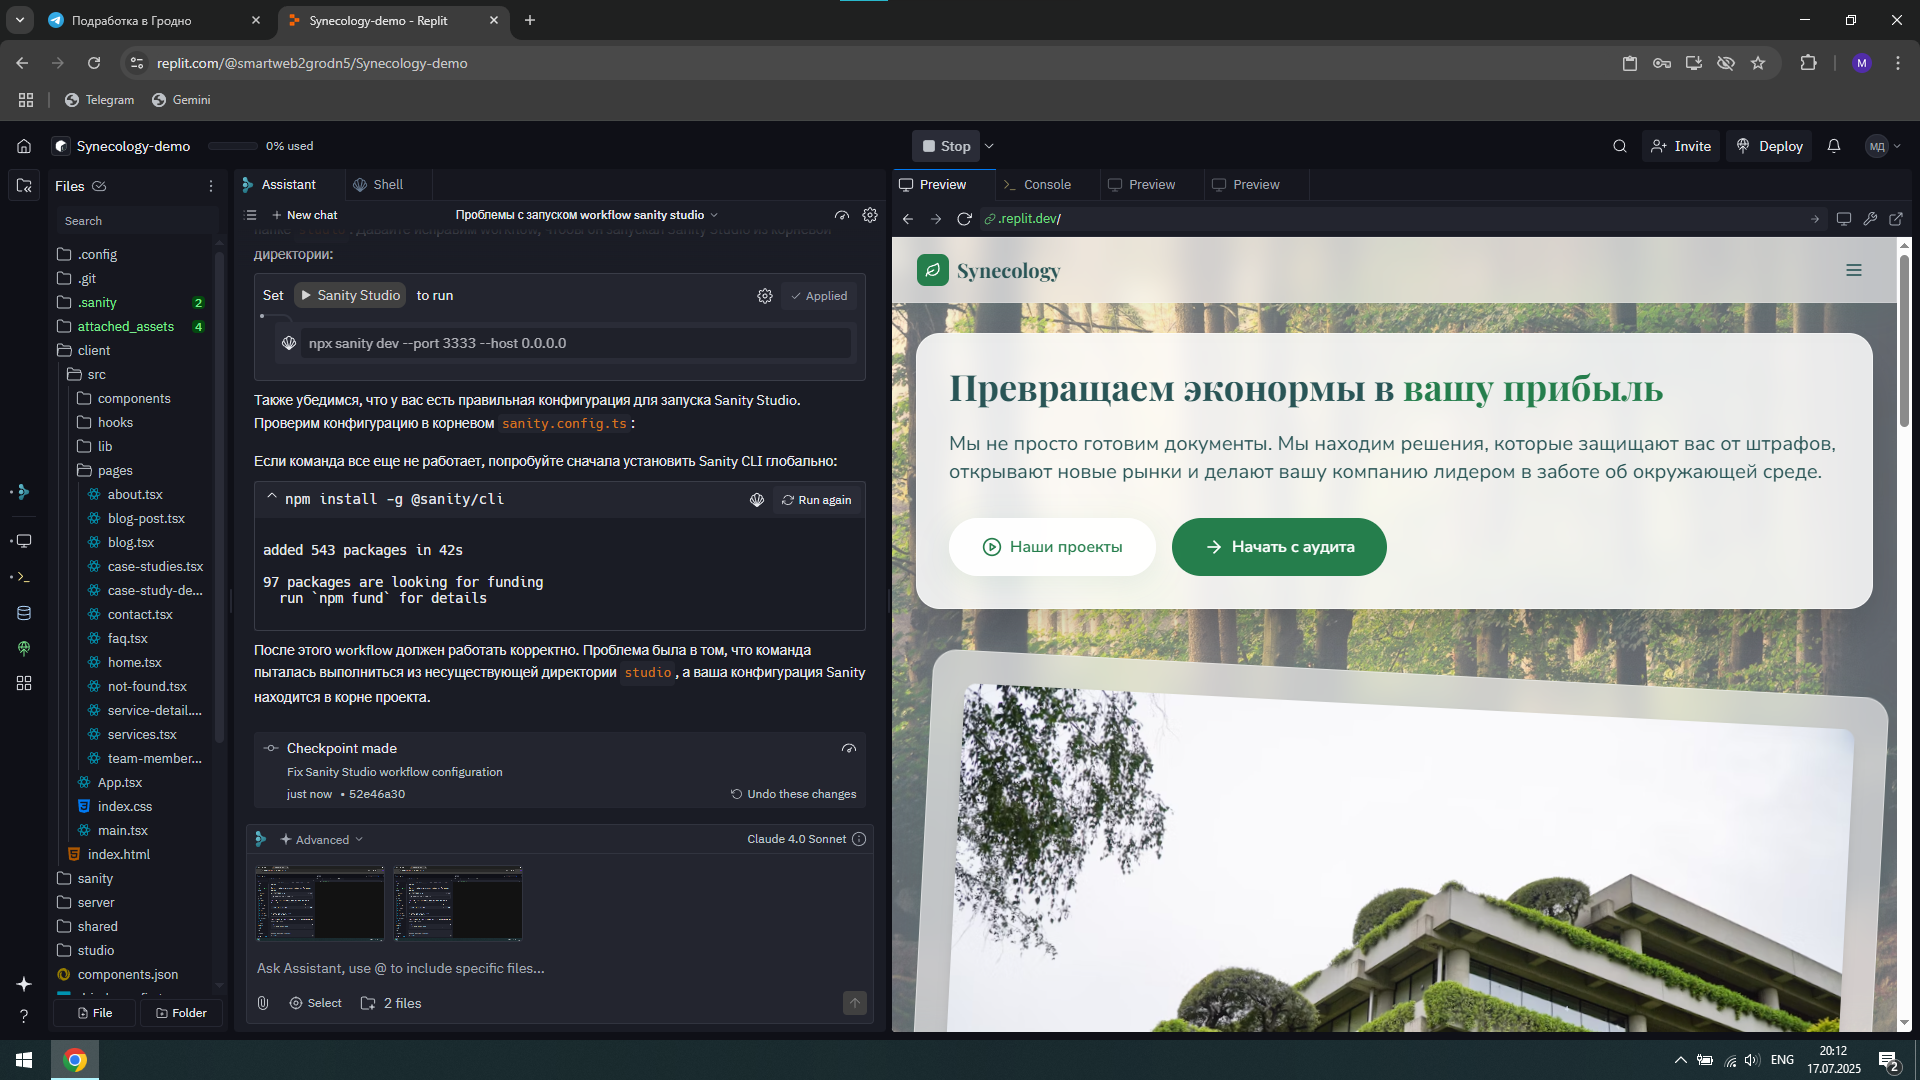 Подработка в Гродно
Synecology-demo - Replit
replit.com/@smartweb2grodn5/Synecology-demo
M
Telegram
Gemini
Synecology-demo
0% used
Stop
Invite
Deploy
МД
Files
Search
.config
.git
.sanity
2
attached_assets
4
client
src
components
hooks
lib
pages
about.tsx
blog-post.tsx
blog.tsx
case-studies.tsx
case-study-de...
contact.tsx
faq.tsx
home.tsx
not-found.tsx
service-detail....
services.tsx
team-member...
App.tsx
index.css
main.tsx
index.html
sanity
server
shared
studio
components.json
File
Folder
Assistant
Shell
New chat
Проблемы с запуском workflow sanity studio
директории:
Set
Sanity Studio
to run
Applied
npx sanity dev --port 3333 --host 0.0.0.0
Также убедимся, что у вас есть правильная конфигурация для запуска Sanity Studio.
Проверим конфигурацию в корневом sanity.config.ts :
Если команда все еще не работает, попробуйте сначала установить Sanity CLI глобально:
npm install -g @sanity/cli
Run again
added 543 packages in 42s
97 packages are looking for funding
run `npm fund` for details
После этого workflow должен работать корректно. Проблема была в том, что команда
пыталась выполниться из несуществующей директории studio , а ваша конфигурация Sanity
находится в корне проекта.
Checkpoint made
Fix Sanity Studio workflow configuration
just now • 52e46a30
Undo these changes
Advanced
Claude 4.0 Sonnet
Ask Assistant, use @ to include specific files...
Select
2 files
Preview
Console
Preview
Preview
.replit.dev/
Synecology
Превращаем эконормы в вашу прибыль
Мы не просто готовим документы. Мы находим решения, которые защищают вас от штрафов,
открывают новые рынки и делают вашу компанию лидером в заботе об окружающей среде.
Наши проекты
Начать с аудита
ENG
20:12
17.07.2025
2